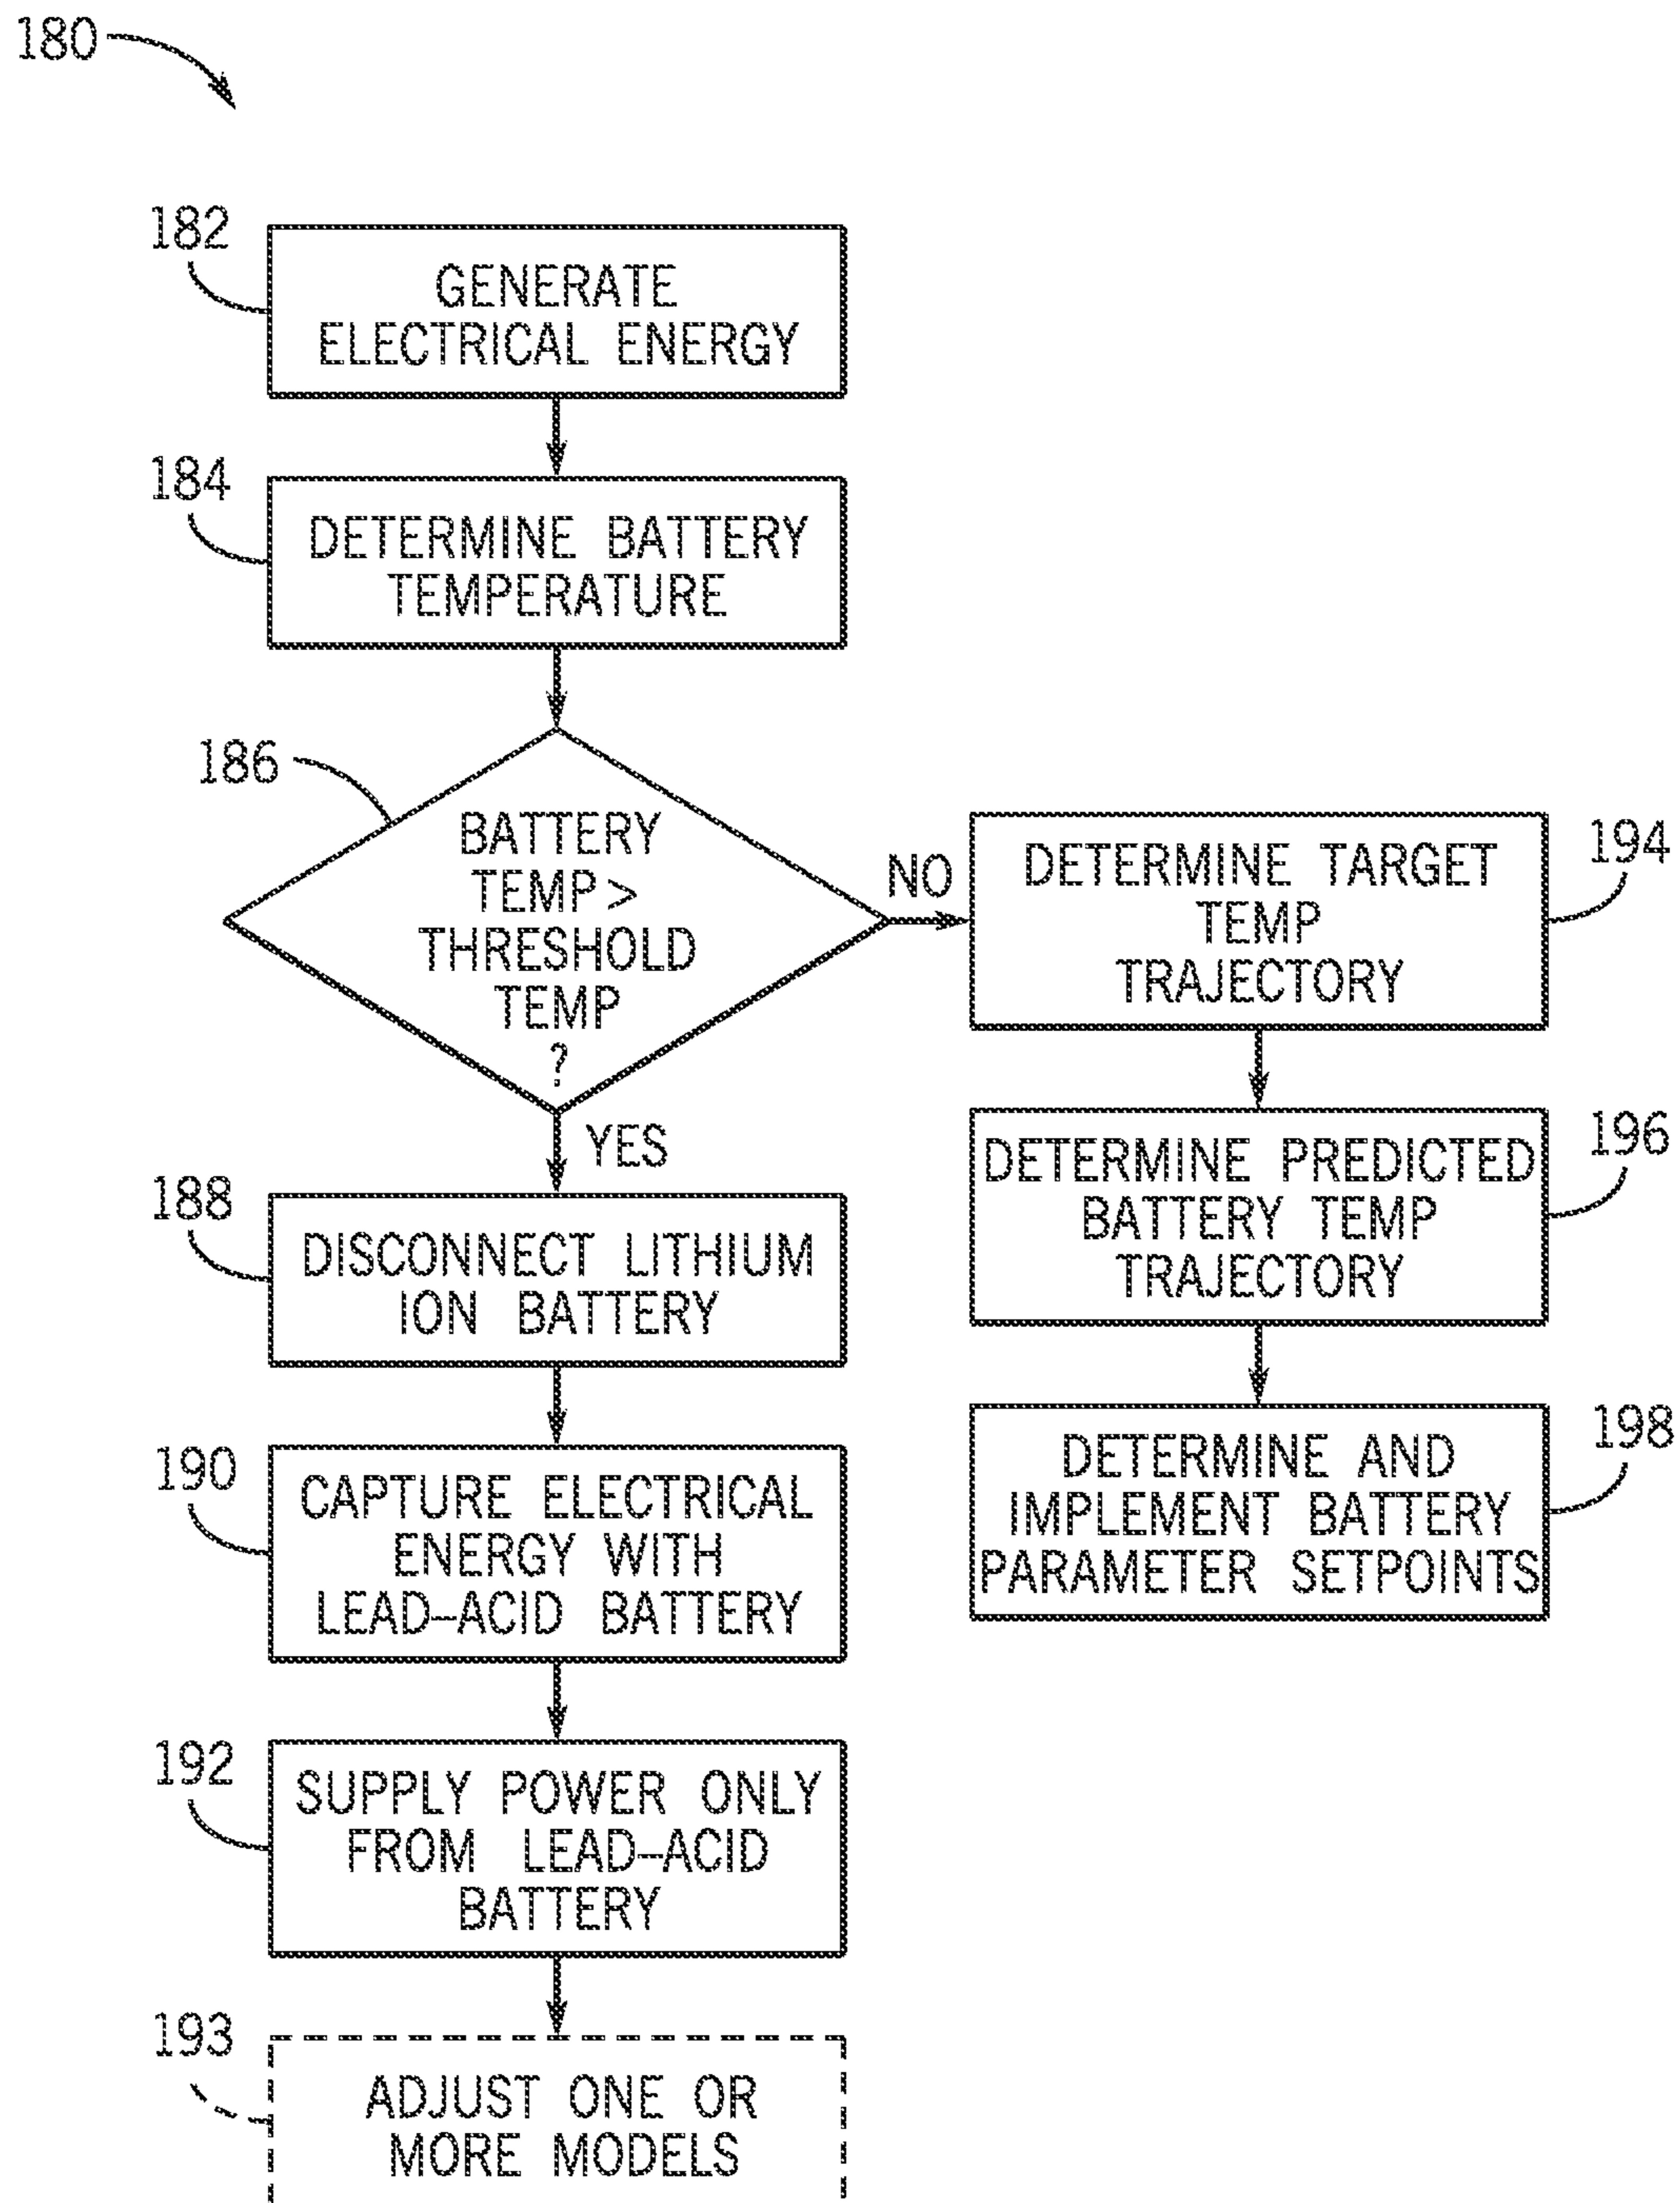 180
182
GENERATE
ELECTRICAL ENERGY
184
DETERMINE BATTERY
TEMPERATURE
186
BATTERY
TEMP >
THRESHOLD
TEMP
?
NO
YES
194
DETERMINE TARGET
TEMP
TRAJECTORY
196
DETERMINE PREDICTED
BATTERY TEMP
TRAJECTORY
198
DETERMINE AND
IMPLEMENT BATTERY
PARAMETER SETPOINTS
188
DISCONNECT LITHIUM
ION BATTERY
190
CAPTURE ELECTRICAL
ENERGY WITH
LEAD–ACID BATTERY
192
SUPPLY POWER ONLY
FROM LEAD–ACID
BATTERY
193
ADJUST ONE OR
MORE MODELS